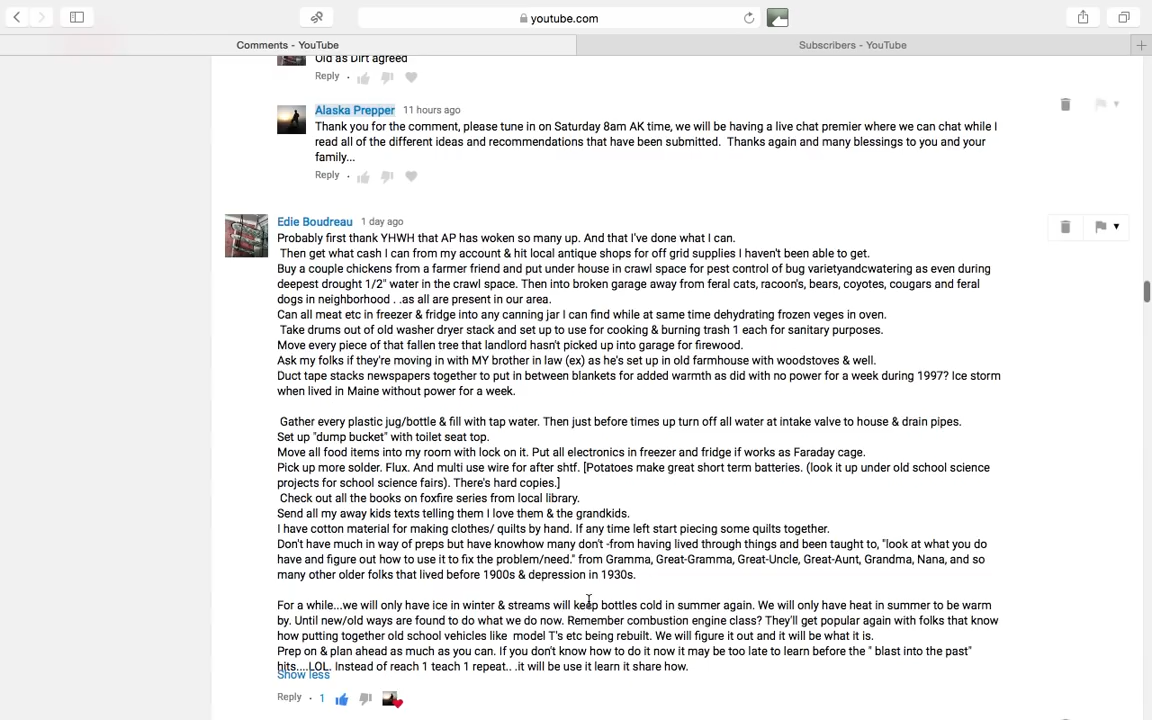 youtube.com
Comments - YouTube
Subscribers - YouTube
Old as Dirt agreed
Reply
Alaska Prepper 11 hours ago
Thank you for the comment, please tune in on Saturday 8am AK time, we will be having a live chat premier where we can chat while I
read all of the different ideas and recommendations that have been submitted. Thanks again and many blessings to you and your
family...
Reply
Edie Boudreau 1 day ago
Probably first thank YHWH that AP has woken so many up. And that I've done what I can.
Then get what cash I can from my account & hit local antique shops for off grid supplies I haven't been able to get.
Buy a couple chickens from a farmer friend and put under house in crawl space for pest control of bug varietyandcwatering as even during
deepest drought 1/2" water in the crawl space. Then into broken garage away from feral cats, racoon's, bears, coyotes, cougars and feral
dogs in neighborhood . .as all are present in our area.
Can all meat etc in freezer & fridge into any canning jar I can find while at same time dehydrating frozen veges in oven.
Take drums out of old washer dryer stack and set up to use for cooking & burning trash 1 each for sanitary purposes.
Move every piece of that fallen tree that landlord hasn't picked up into garage for firewood.
Ask my folks if they're moving in with MY brother in law (ex) as he's set up in old farmhouse with woodstoves & well.
Duct tape stacks newspapers together to put in between blankets for added warmth as did with no power for a week during 1997? Ice storm
when lived in Maine without power for a week.
Gather every plastic jug/bottle & fill with tap water. Then just before times up turn off all water at intake valve to house & drain pipes.
Set up "dump bucket" with toilet seat top.
Move all food items into my room with lock on it. Put all electronics in freezer and fridge if works as Faraday cage.
Pick up more solder. Flux. And multi use wire for after shtf. [Potatoes make great short term batteries. (look it up under old school science
projects for school science fairs). There's hard copies.]
Check out all the books on foxfire series from local library.
Send all my away kids texts telling them I love them & the grandkids.
I have cotton material for making clothes/ quilts by hand. If any time left start piecing some quilts together.
Don't have much in way of preps but have knowhow many don't -from having lived through things and been taught to, "look at what you do
have and figure out how to use it to fix the problem/need." from Gramma, Great-Gramma, Great-Uncle, Great-Aunt, Grandma, Nana, and so
many other older folks that lived before 1900s & depression in 1930s.
For a while...we will only have ice in winter & streams will keep bottles cold in summer again. We will only have heat in summer to be warm
by. Until new/old ways are found to do what we do now. Remember combustion engine class? They'll get popular again with folks that know
how putting together old school vehicles like model T's etc being rebuilt. We will figure it out and it will be what it is.
Prep on & plan ahead as much as you can. If you don't know how to do it now it may be too late to learn before the " blast into the past"
hits....LOL. Instead of reach 1 teach 1 repeat.. .it will be use it learn it share how.
Show less
Reply 1